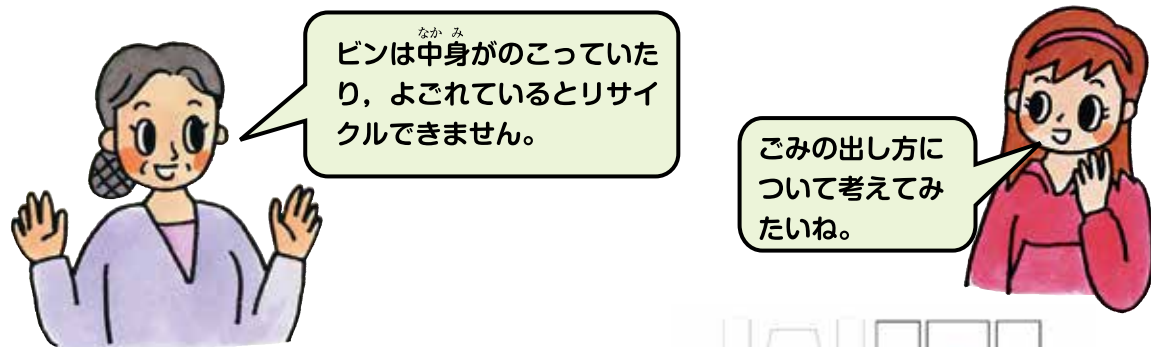 なかみ
ビンは中身がのこっていた
り，よごれているとリサイ
クルできません。
ごみの出し方に
ついて考えてみ
たいね。